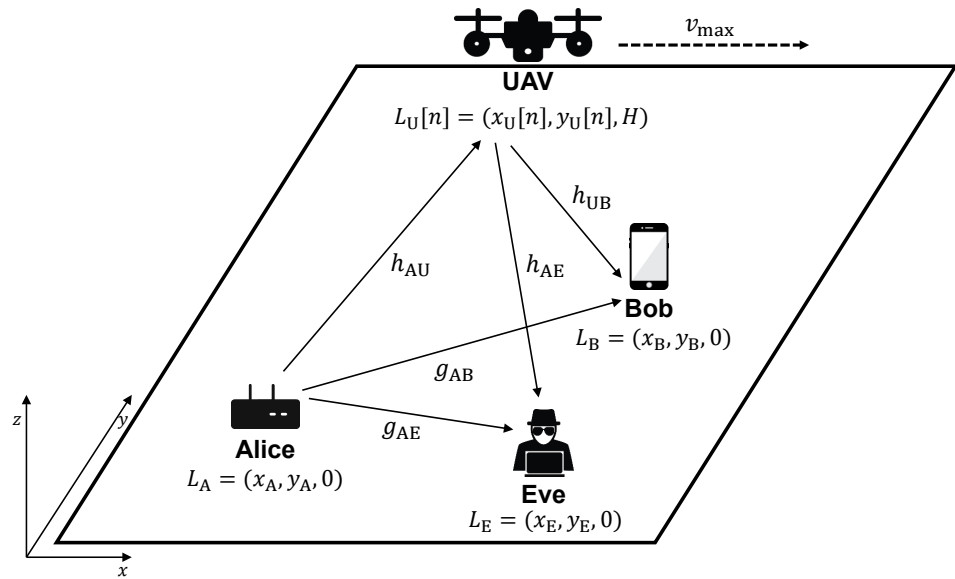 v_max
UAV
L_U[n] = (x_U[n], y_U[n], H)
h_UB
h_AU
h_AE
Bob
L_B = (x_B, y_B, 0)
g_AB
z
y
g_AE
Alice
L_A = (x_A, y_A, 0)
Eve
L_E = (x_E, y_E, 0)
x